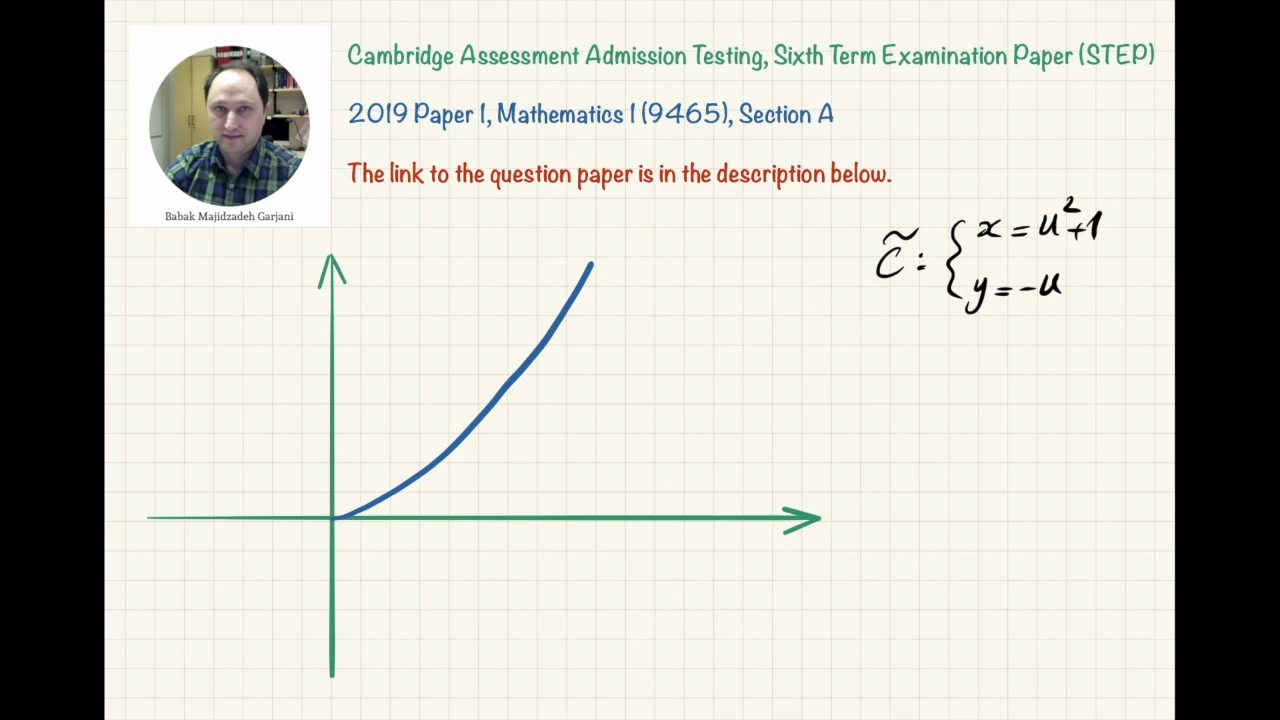 Cambridge Assessment Admission Testing, Sixth Term Examination Paper (STEP)
2019 Paper 1, Mathematics 1 (9465), Section A
The link to the question paper is in the description below.
Babak Majidzadeh Garjani
C̃ : { x = u²+1
y = -u